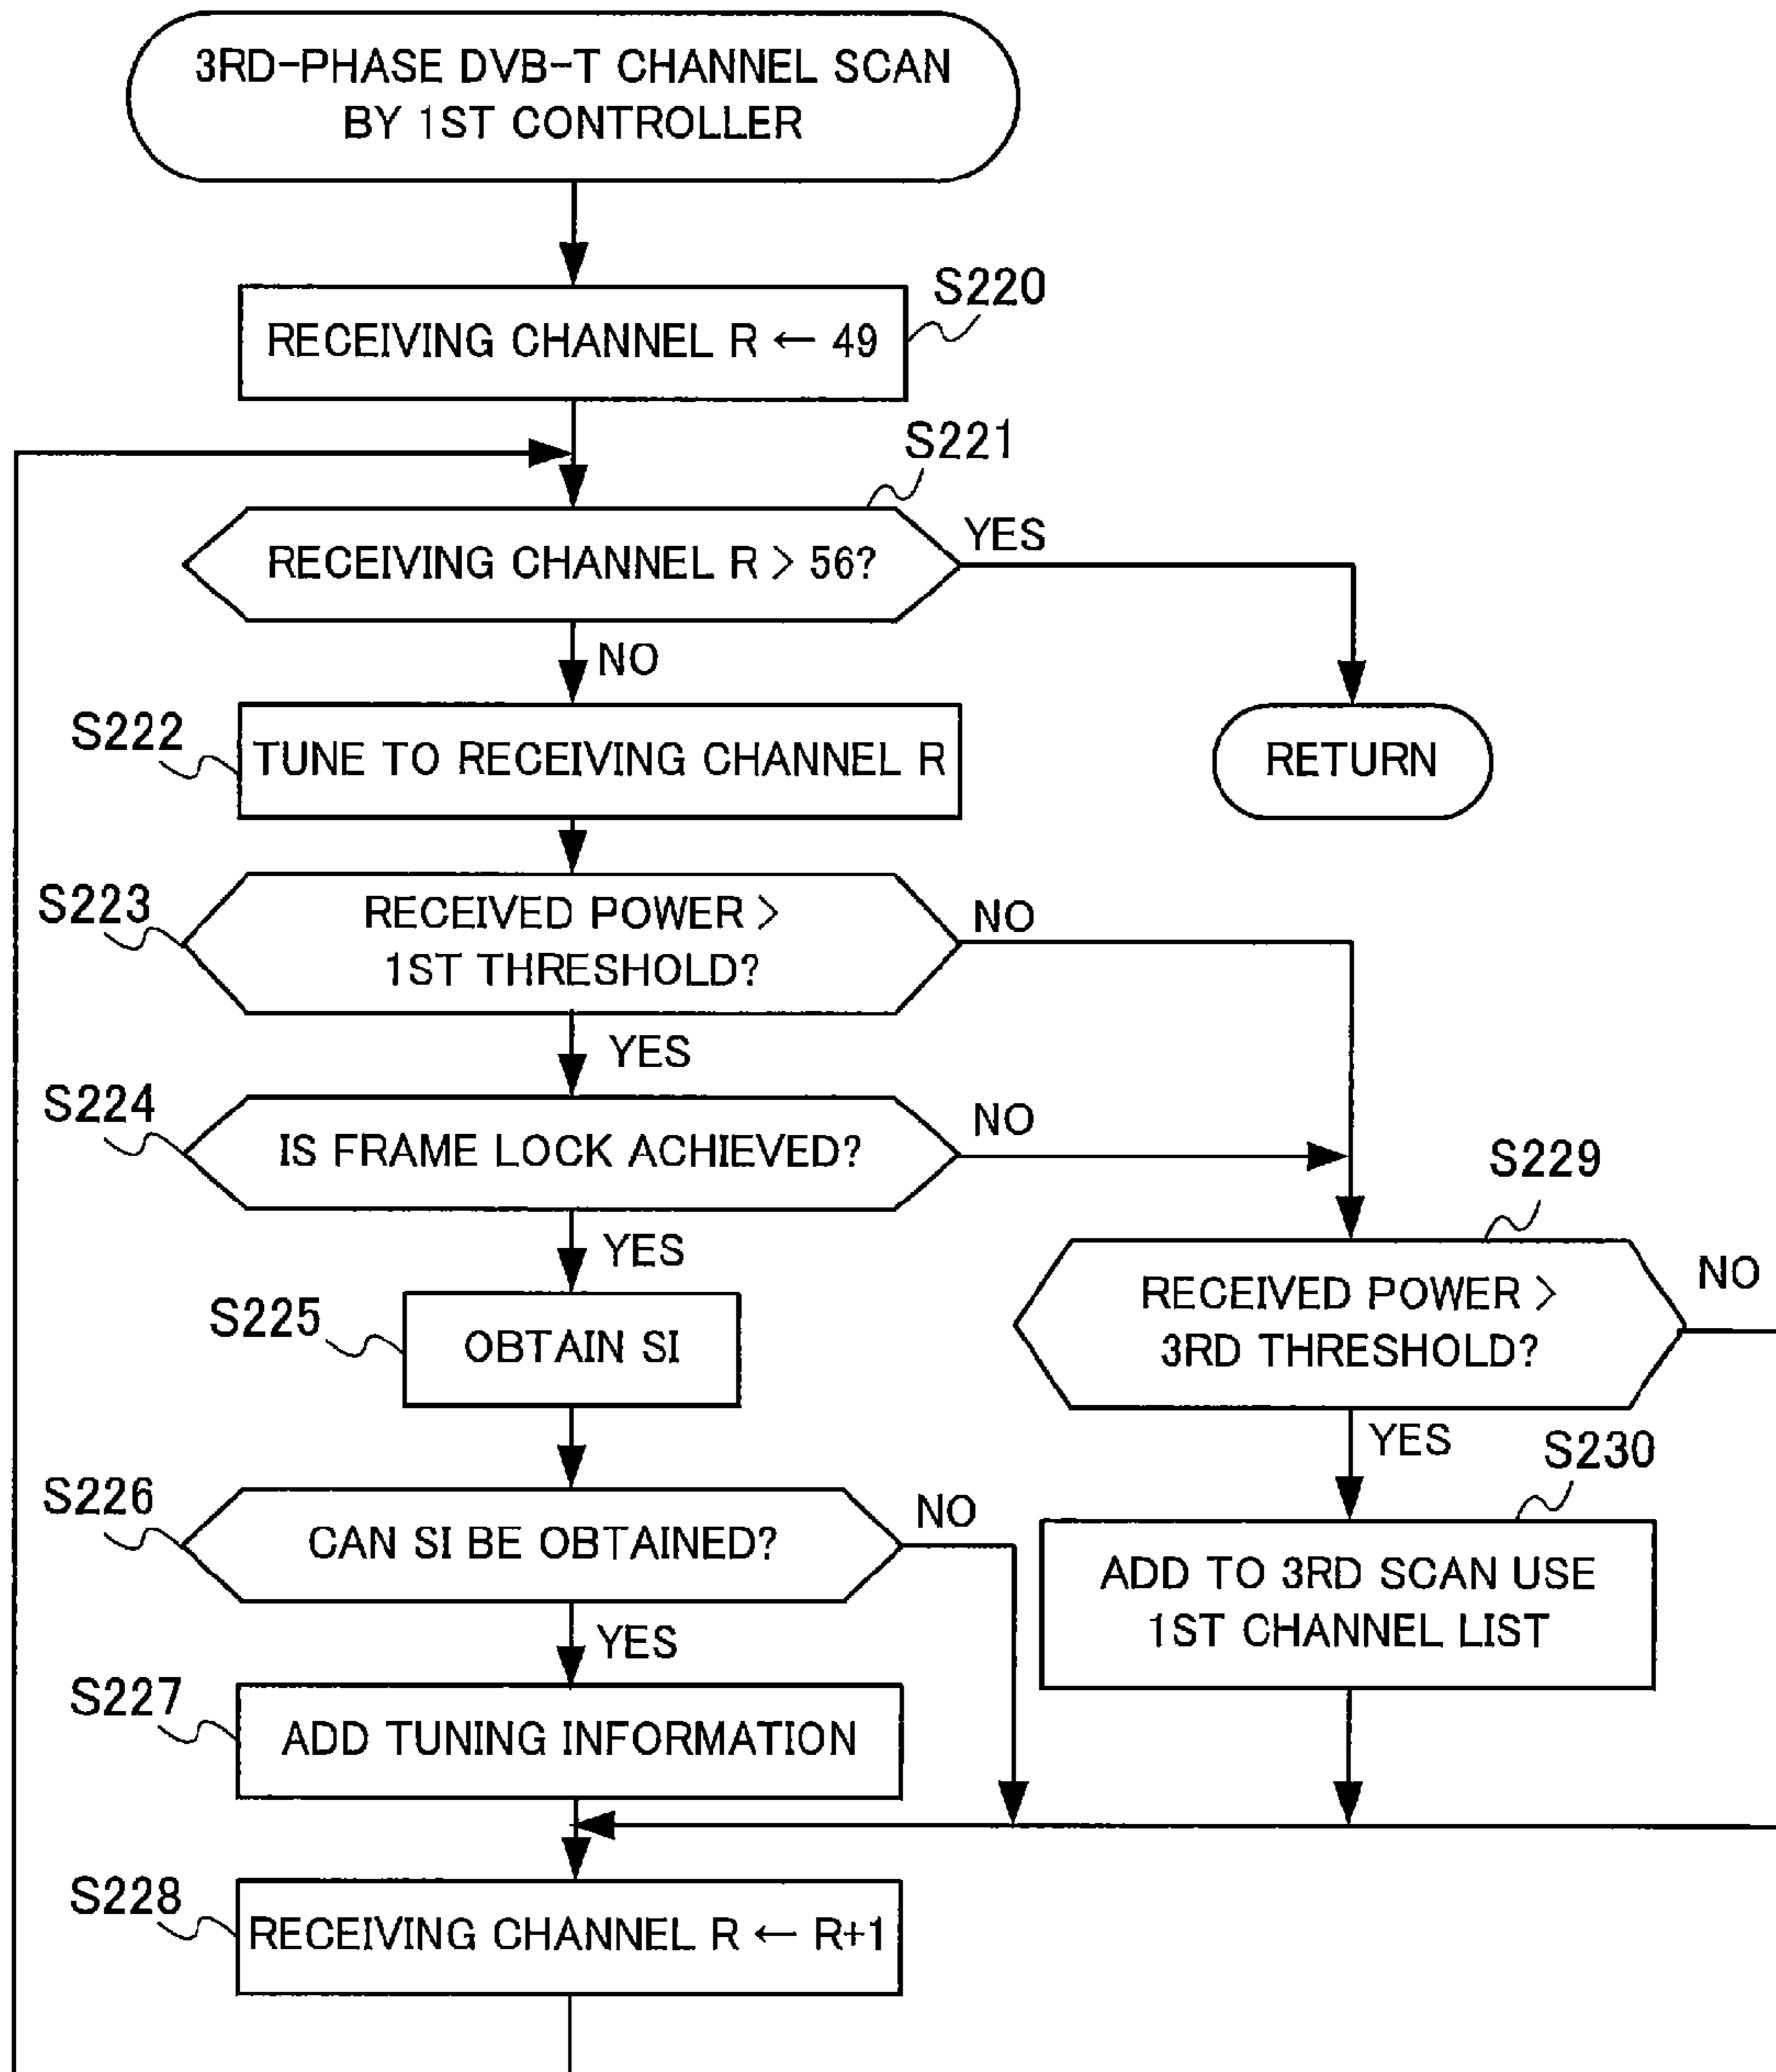 3RD-PHASE DVB-T CHANNEL SCAN
BY 1ST CONTROLLER
S220
RECEIVING CHANNEL R ← 49
S221
RECEIVING CHANNEL R > 56?
YES
NO
S222
TUNE TO RECEIVING CHANNEL R
RETURN
S223
RECEIVED POWER >
1ST THRESHOLD?
NO
YES
S224
IS FRAME LOCK ACHIEVED?
NO
YES
S229
RECEIVED POWER >
3RD THRESHOLD?
NO
YES
S225
OBTAIN SI
S230
ADD TO 3RD SCAN USE
1ST CHANNEL LIST
S226
CAN SI BE OBTAINED?
NO
YES
S227
ADD TUNING INFORMATION
S228
RECEIVING CHANNEL R ← R+1